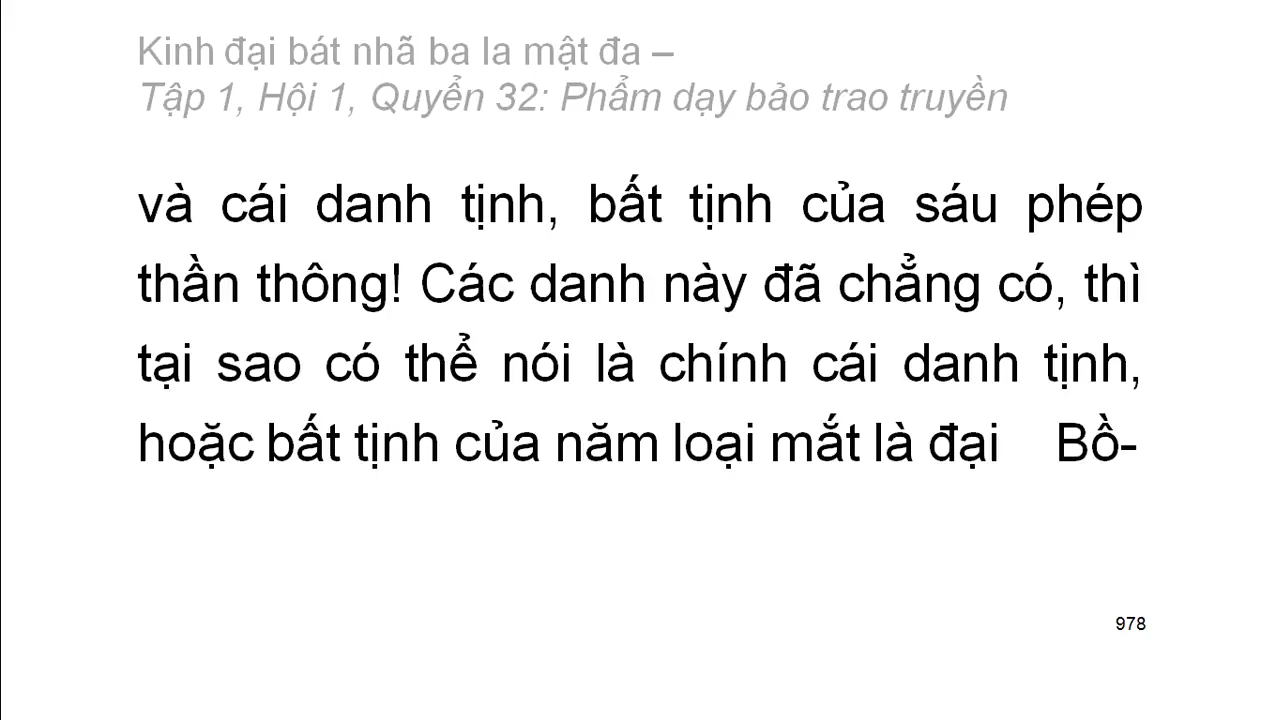 Kinh đại bát nhã ba la mật đa –
Tập 1, Hội 1, Quyển 32: Phẩm dạy bảo trao truyền
và cái danh tịnh, bất tịnh của sáu phép
thần thông! Các danh này đã chẳng có, thì
tại sao có thể nói là chính cái danh tịnh,
hoặc bất tịnh của năm loại mắt là đại Bồ-
978